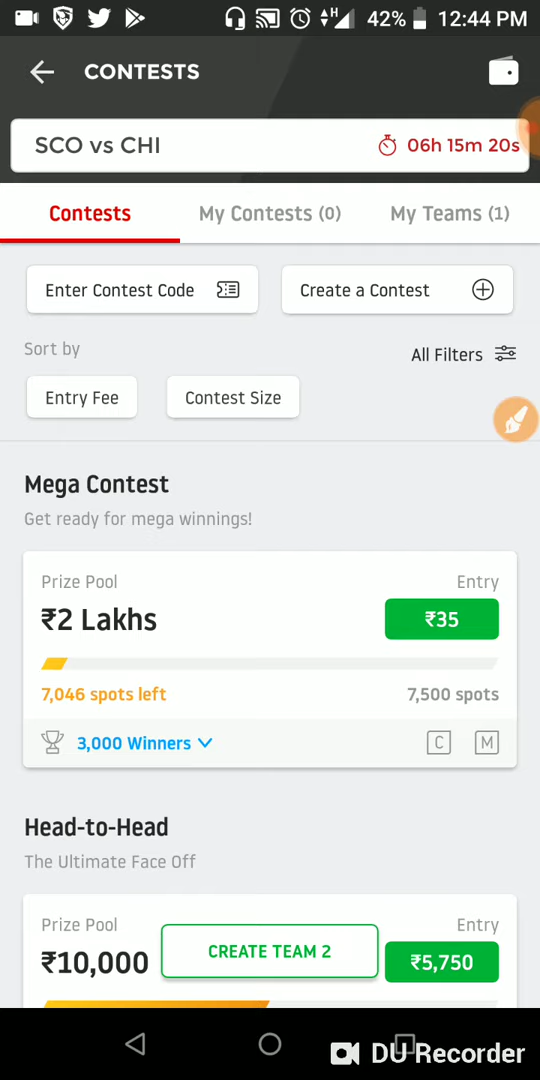 42% 12:44 PM
CONTESTS
SCO vs CHI 06h 15m 20s
Contests My Contests (0) My Teams (1)
Enter Contest Code Create a Contest
Sort by All Filters
Entry Fee Contest Size
Mega Contest
Get ready for mega winnings!
Prize Pool Entry
₹2 Lakhs ₹35
7,046 spots left 7,500 spots
3,000 Winners C M
Head-to-Head
The Ultimate Face Off
Prize Pool Entry
₹10,000 CREATE TEAM 2 ₹5,750
DU Recorder